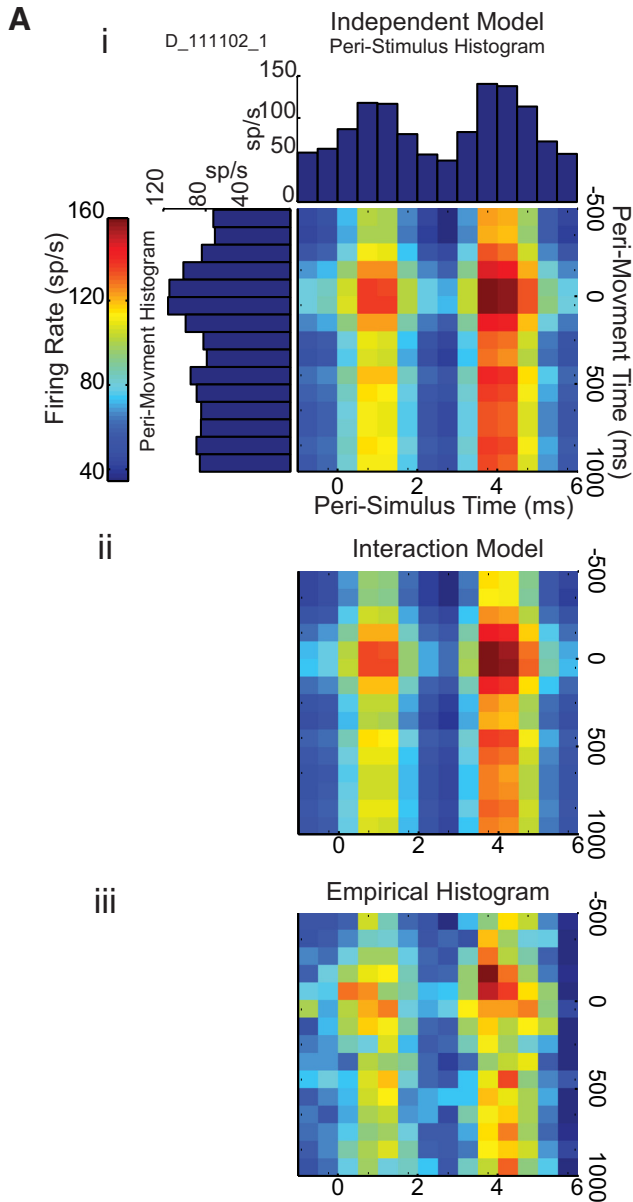 A
i
D_111102_1
Independent Model
Peri-Stimulus Histogram
150
100
50
0
sp/s
sp/s
120
80
40
Peri-Movment Histogram
160
120
80
40
Firing Rate (sp/s)
-500
0
500
1000
Peri-Movement Time (ms)
0
2
4
6
Peri-Simulus Time (ms)
ii
Interaction Model
-500
0
500
1000
0
2
4
6
iii
Empirical Histogram
-500
0
500
1000
0
2
4
6